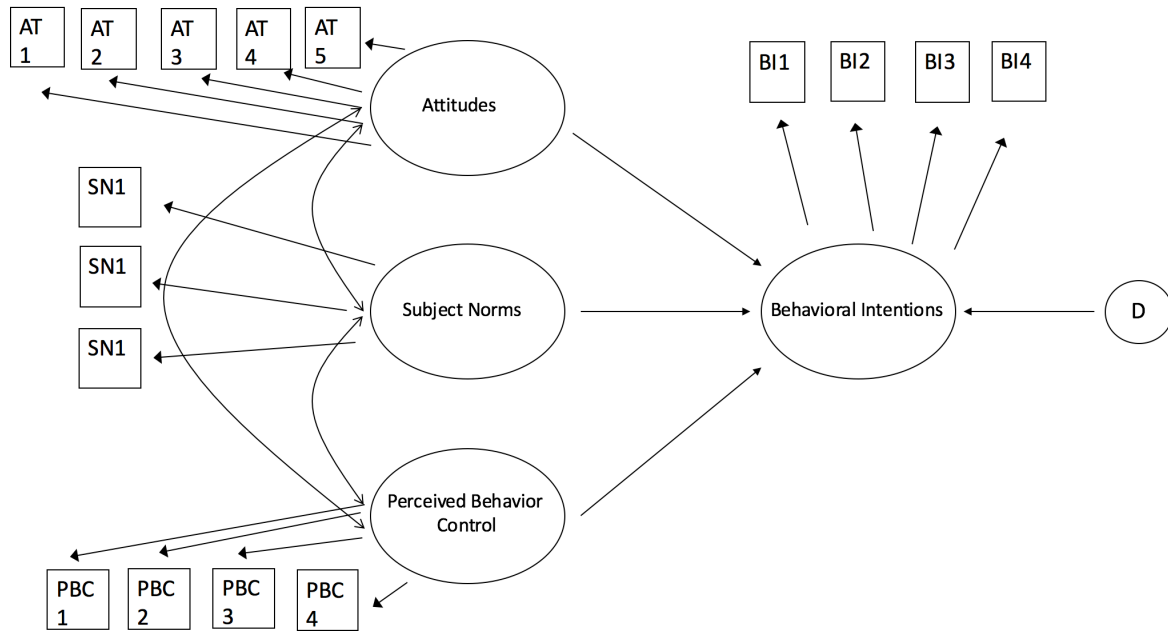 AT
1
AT
2
AT
3
AT
4
AT
5
Attitudes
BI1
BI2
BI3
BI4
SN1
SN1
SN1
Subject Norms
Behavioral Intentions
D
Perceived Behavior
Control
PBC
1
PBC
2
PBC
3
PBC
4